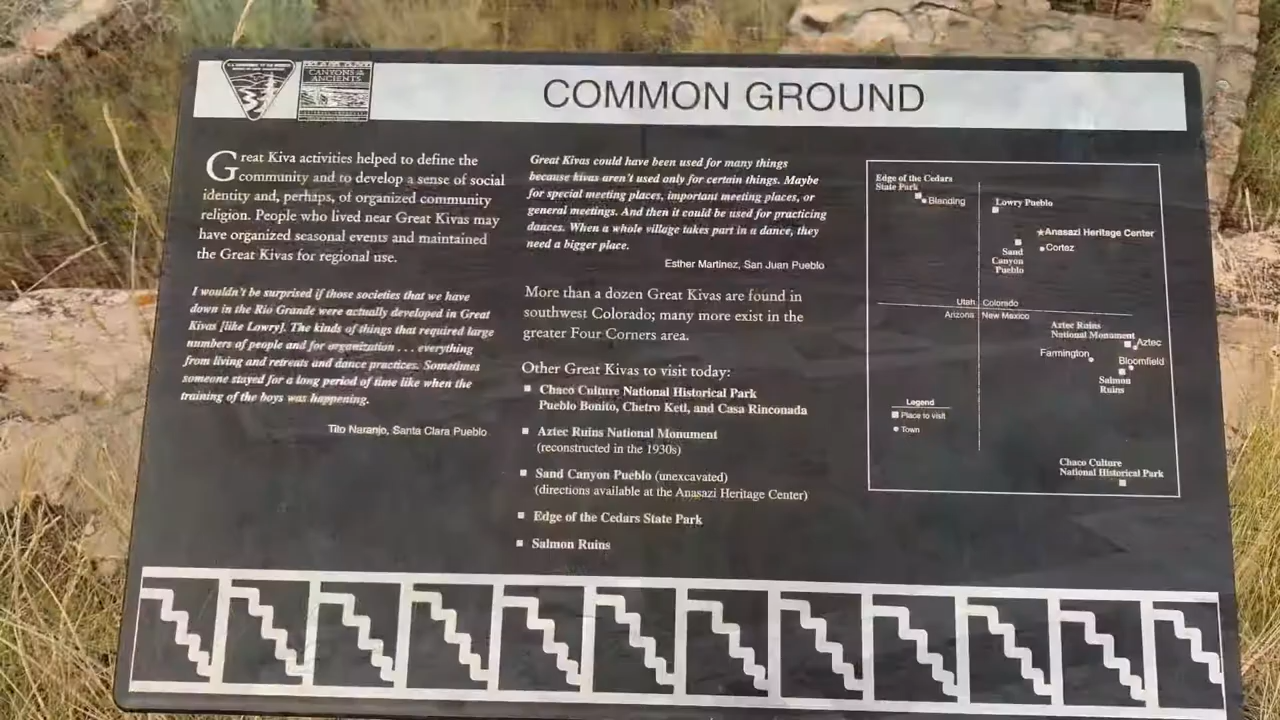 CANYONS OF THE
ANCIENTS
COMMON GROUND
Great Kiva activities helped to define the
community and to develop a sense of social
identity and, perhaps, of organized community
religion. People who lived near Great Kivas may
have organized seasonal events and maintained
the Great Kivas for regional use.
I wouldn't be surprised if those societies that we have
down in the Rio Grande were actually developed in Great
Kivas [like Lowry]. The kinds of things that required large
numbers of people and for organization . . . everything
from living and retreats and dance practices. Sometimes
someone stayed for a long period of time like when the
training of the boys was happening.
Tito Naranjo, Santa Clara Pueblo
Great Kivas could have been used for many things
because kivas aren't used only for certain things. Maybe
for special meeting places, important meeting places, or
general meetings. And then it could be used for practicing
dances. When a whole village takes part in a dance, they
need a bigger place.
Esther Martinez, San Juan Pueblo
More than a dozen Great Kivas are found in
southwest Colorado; many more exist in the
greater Four Corners area.
Other Great Kivas to visit today:
Chaco Culture National Historical Park
Pueblo Bonito, Chetro Ketl, and Casa Rinconada
Aztec Ruins National Monument
(reconstructed in the 1930s)
Sand Canyon Pueblo (unexcavated)
(directions available at the Anasazi Heritage Center)
Edge of the Cedars State Park
Salmon Ruins
Edge of the Cedars
State Park
Blanding
Lowry Pueblo
Anasazi Heritage Center
Cortez
Sand
Canyon
Pueblo
Utah Colorado
Arizona New Mexico
Aztec Ruins
National Monument
Aztec
Farmington
Bloomfield
Salmon
Ruins
Legend
Place to visit
Town
Chaco Culture
National Historical Park